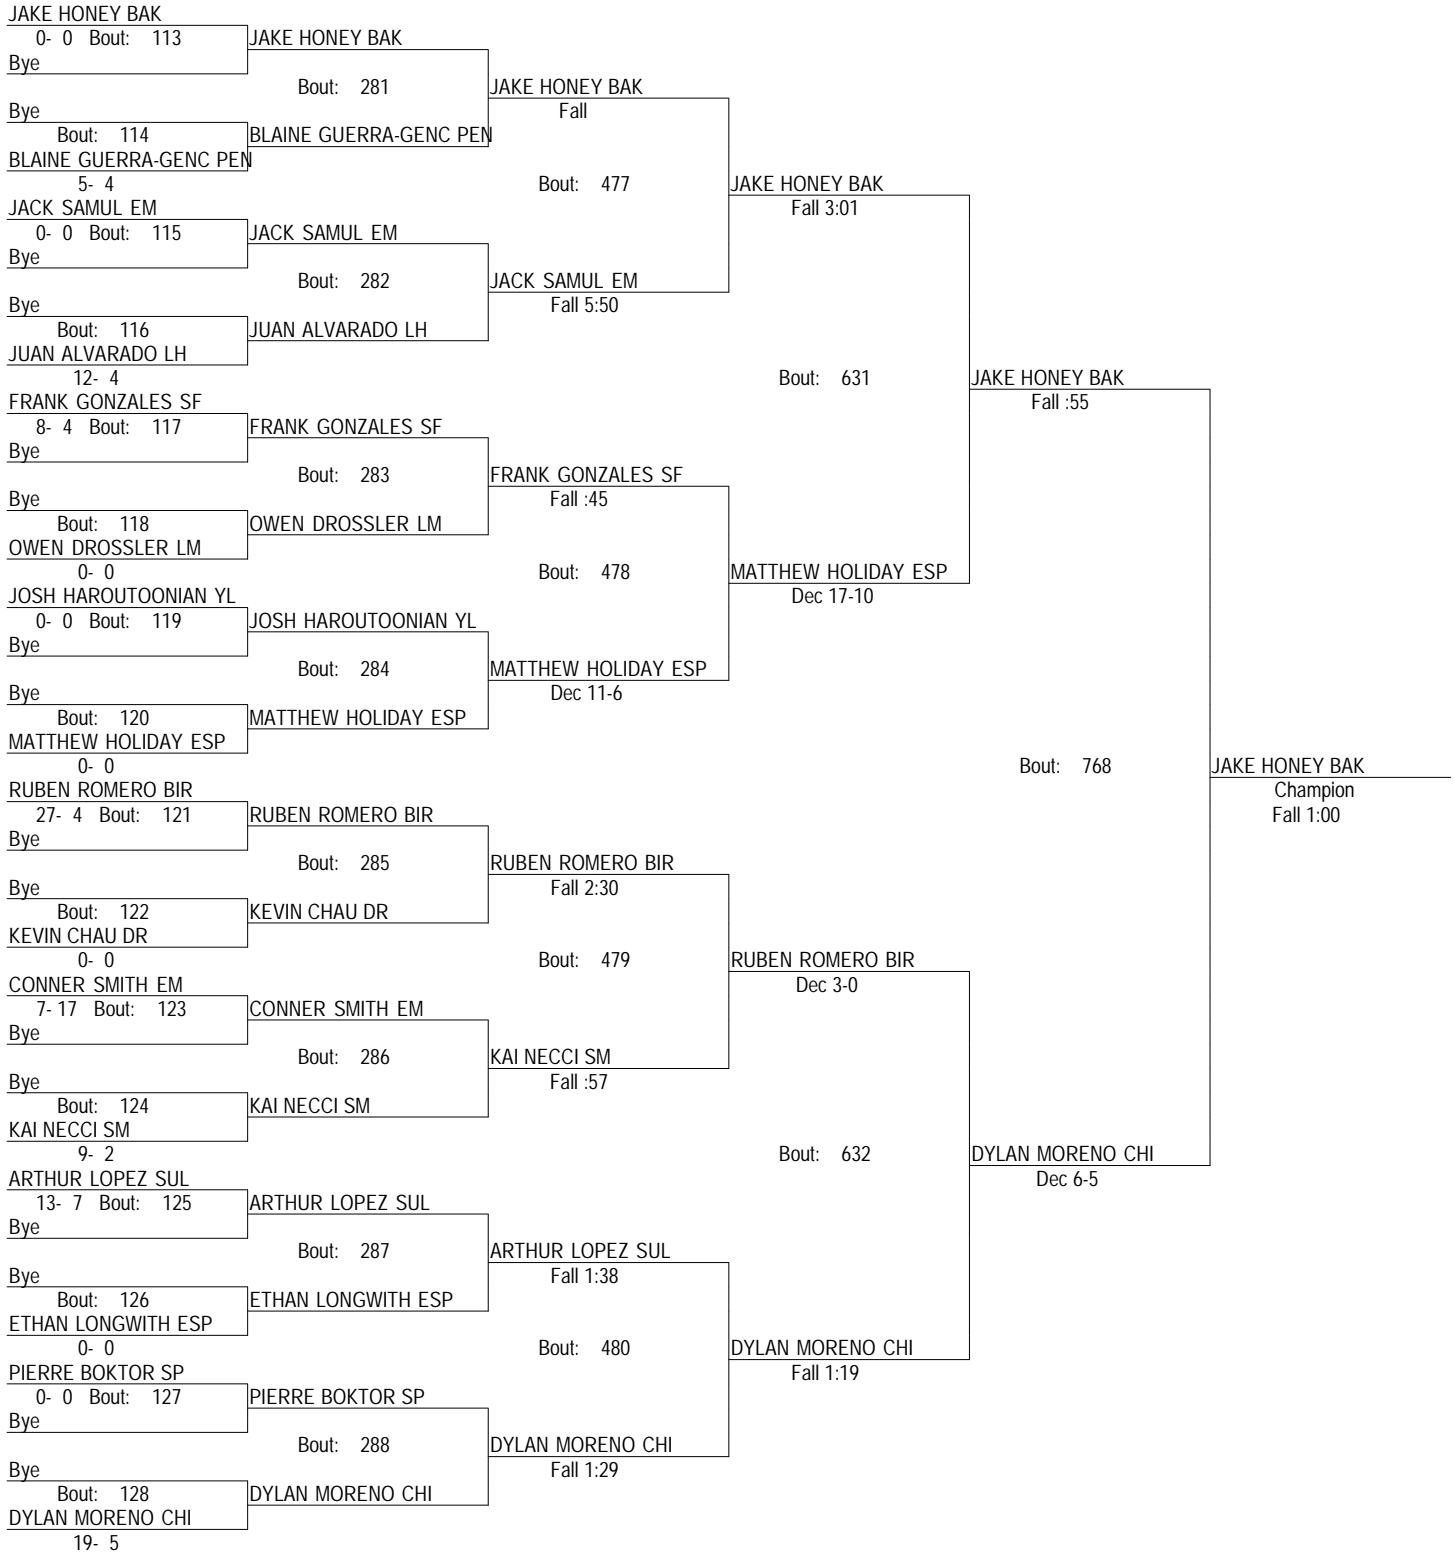 JAKE HONEY BAK
0- 0 Bout: 113
Bye
Bye
Bout: 114
BLAINE GUERRA-GENC PEN
5- 4
JACK SAMUL EM
0- 0 Bout: 115
Bye
Bye
Bout: 116
JUAN ALVARADO LH
12- 4
FRANK GONZALES SF
8- 4 Bout: 117
Bye
Bye
Bout: 118
OWEN DROSSLER LM
0- 0
JOSH HAROUTOONIAN YL
0- 0 Bout: 119
Bye
Bye
Bout: 120
MATTHEW HOLIDAY ESP
0- 0
RUBEN ROMERO BIR
27- 4 Bout: 121
Bye
Bye
Bout: 122
KEVIN CHAU DR
0- 0
CONNER SMITH EM
7- 17 Bout: 123
Bye
Bye
Bout: 124
KAI NECCI SM
9- 2
ARTHUR LOPEZ SUL
13- 7 Bout: 125
Bye
Bye
Bout: 126
ETHAN LONGWITH ESP
0- 0
PIERRE BOKTOR SP
0- 0 Bout: 127
Bye
Bye
Bout: 128
DYLAN MORENO CHI
19- 5
JAKE HONEY BAK
Bout: 281
BLAINE GUERRA-GENC PEN
JACK SAMUL EM
Bout: 282
JUAN ALVARADO LH
FRANK GONZALES SF
Bout: 283
OWEN DROSSLER LM
JOSH HAROUTOONIAN YL
Bout: 284
MATTHEW HOLIDAY ESP
RUBEN ROMERO BIR
Bout: 285
KEVIN CHAU DR
CONNER SMITH EM
Bout: 286
KAI NECCI SM
ARTHUR LOPEZ SUL
Bout: 287
ETHAN LONGWITH ESP
PIERRE BOKTOR SP
Bout: 288
DYLAN MORENO CHI
JAKE HONEY BAK
Fall
Bout: 477
JACK SAMUL EM
Fall 5:50
FRANK GONZALES SF
Fall :45
Bout: 478
MATTHEW HOLIDAY ESP
Dec 11-6
RUBEN ROMERO BIR
Fall 2:30
Bout: 479
KAI NECCI SM
Fall :57
ARTHUR LOPEZ SUL
Fall 1:38
Bout: 480
DYLAN MORENO CHI
Fall 1:29
JAKE HONEY BAK
Fall 3:01
Bout: 631
MATTHEW HOLIDAY ESP
Dec 17-10
RUBEN ROMERO BIR
Dec 3-0
Bout: 632
DYLAN MORENO CHI
Fall 1:19
JAKE HONEY BAK
Fall :55
Bout: 768
DYLAN MORENO CHI
Dec 6-5
JAKE HONEY BAK
Champion
Fall 1:00